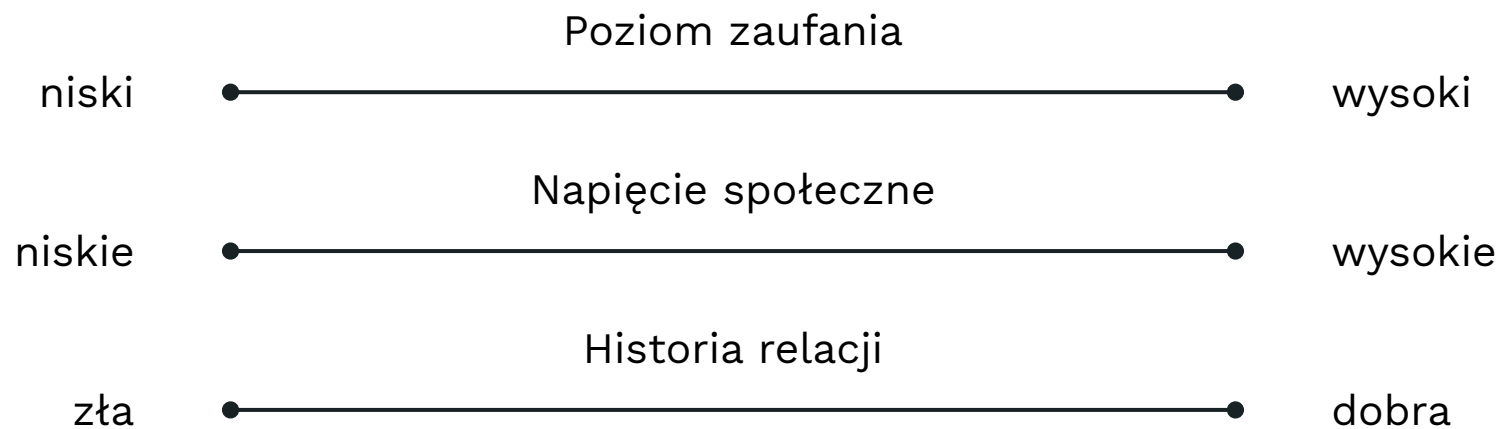 Poziom zaufania
niski wysoki
Napięcie społeczne
niskie wysokie
Historia relacji
zła dobra